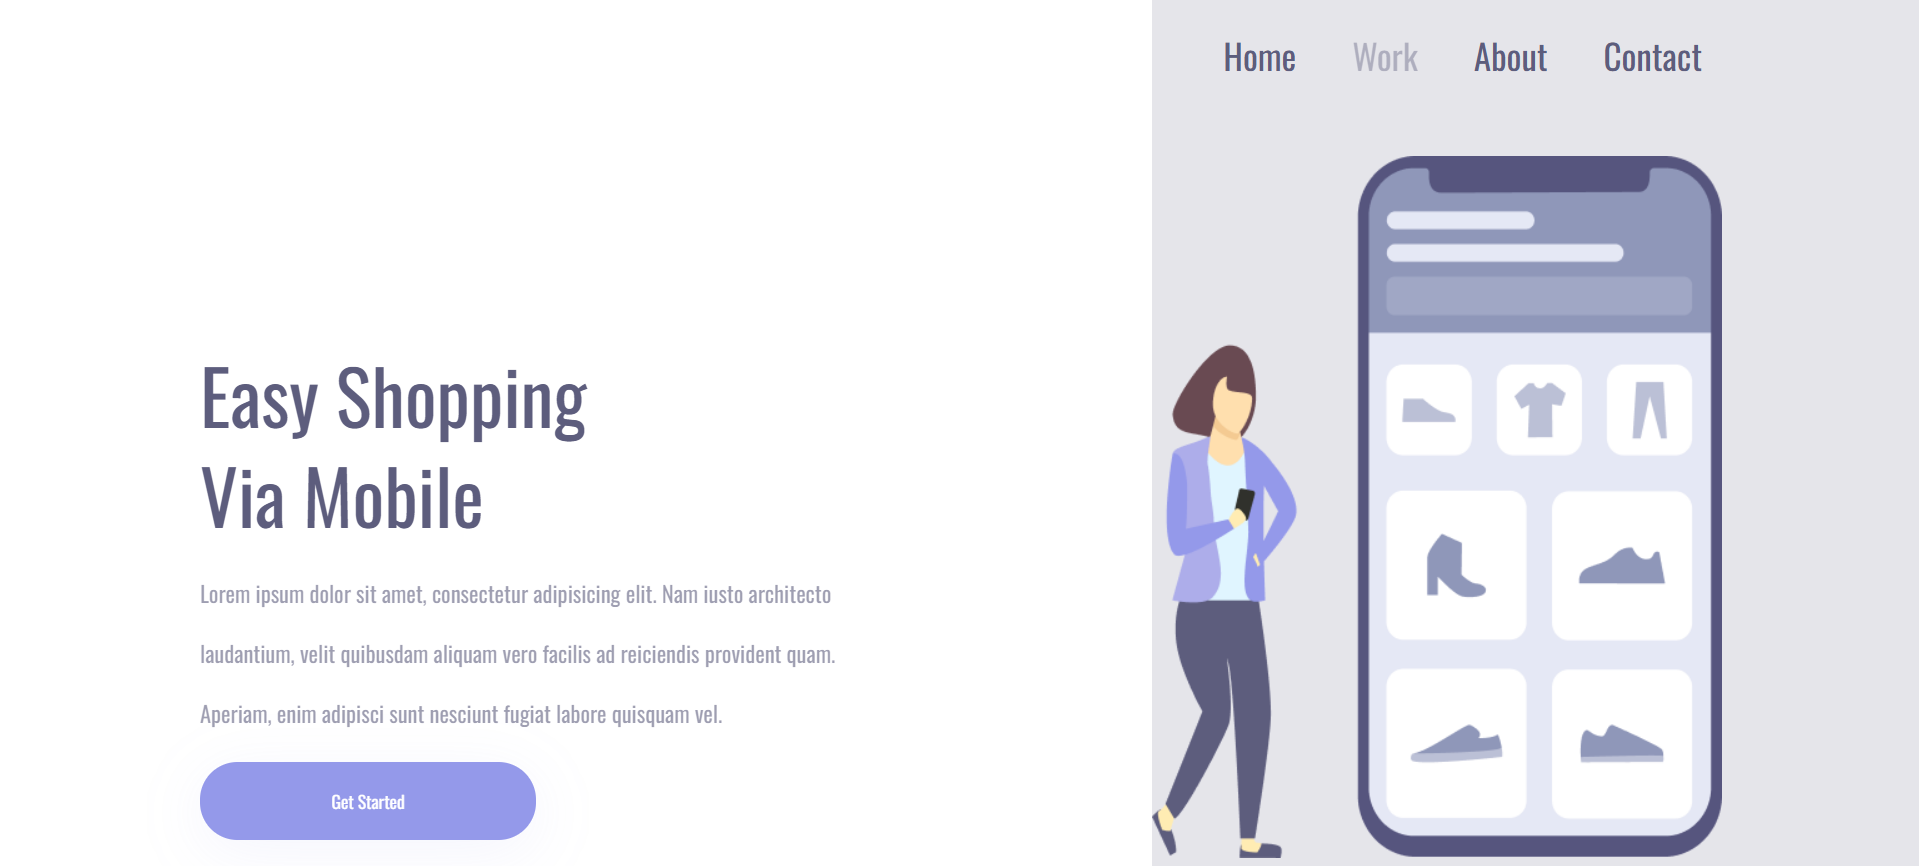 Home Work About Contact
Easy Shopping
Via Mobile
Lorem ipsum dolor sit amet, consectetur adipisicing elit. Nam iusto architecto
laudantium, velit quibusdam aliquam vero facilis ad reiciendis provident quam.
Aperiam, enim adipisci sunt nesciunt fugiat labore quisquam vel.
Get Started